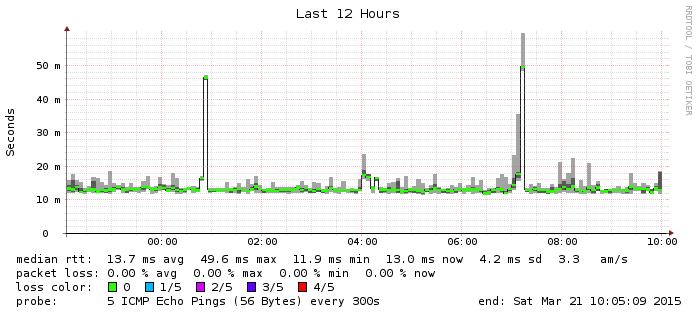 Last 12 Hours
RRDTOOL / TOBI OETIKER
Seconds
50 m
40 m
30 m
20 m
10 m
0
00:00 02:00 04:00 06:00 08:00 10:00
median rtt: 13.7 ms avg 49.6 ms max 11.9 ms min 13.0 ms now 4.2 ms sd 3.3 am/s
packet loss: 0.00 % avg 0.00 % max 0.00 % min 0.00 % now
loss color: 0 1/5 2/5 3/5 4/5
probe: 5 ICMP Echo Pings (56 Bytes) every 300s end: Sat Mar 21 10:05:09 2015